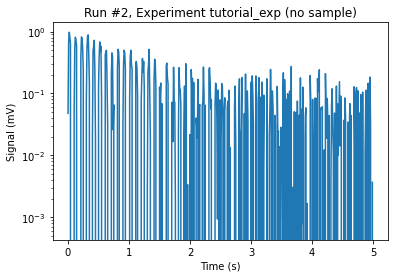 Run #2, Experiment tutorial_exp (no sample)
Signal (mV)
10⁰
10⁻¹
10⁻²
10⁻³
0 1 2 3 4 5
Time (s)